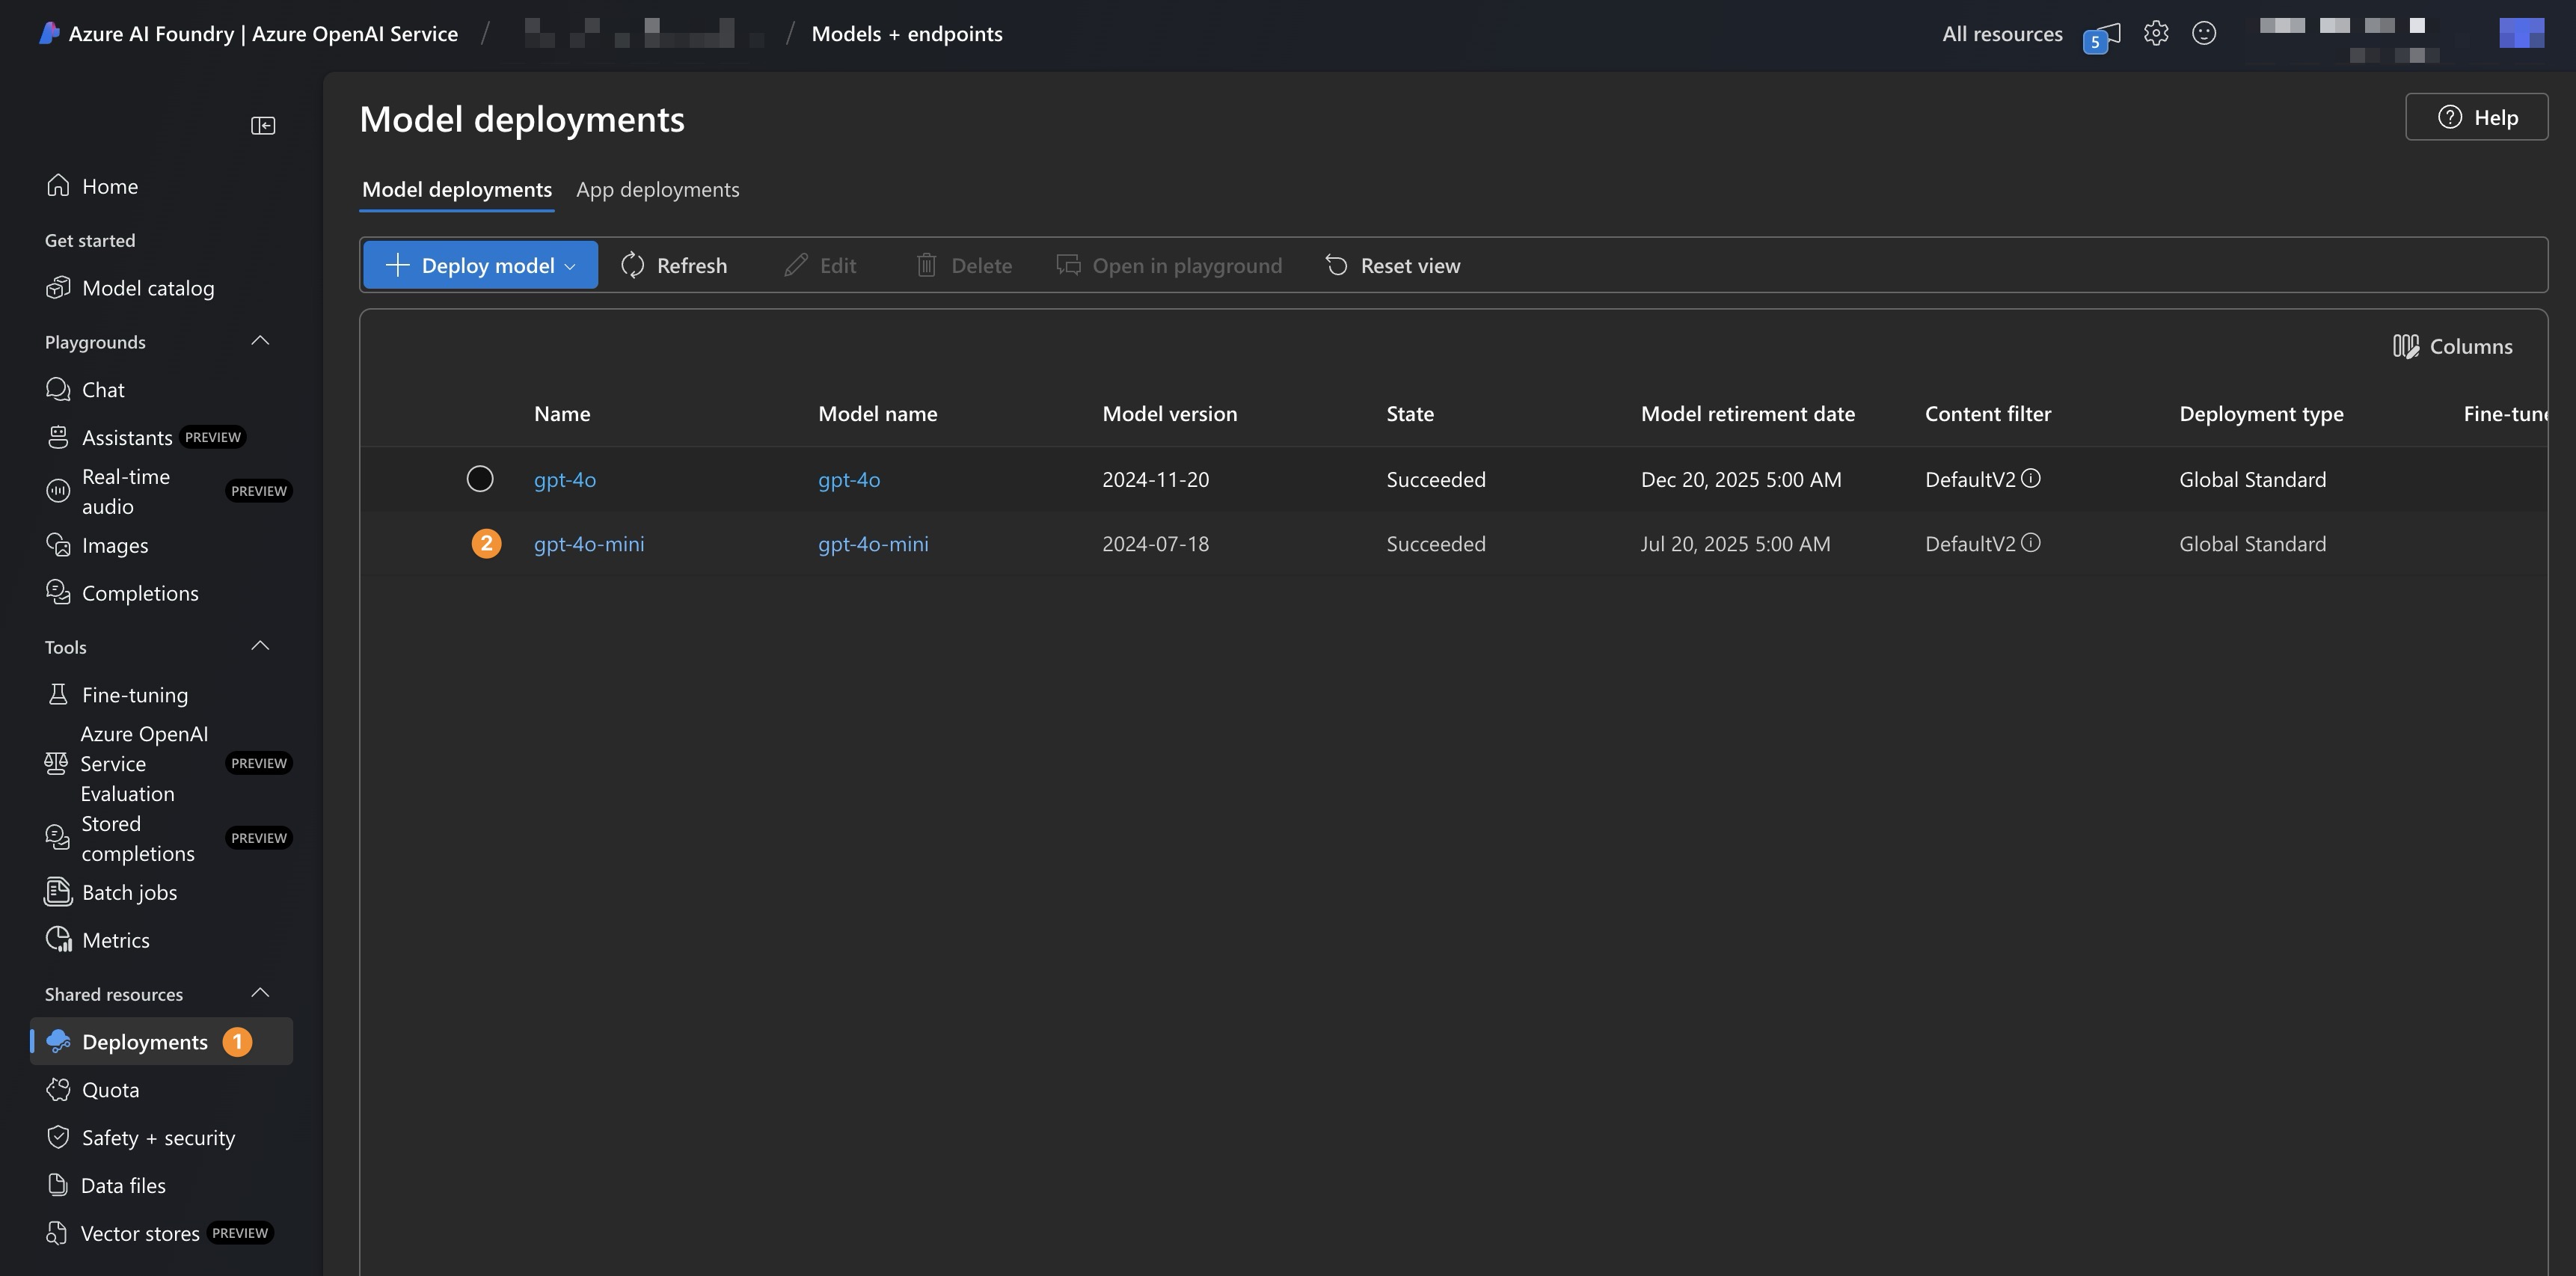 Azure AI Foundry | Azure OpenAI Service / / Models + endpoints
All resources 5
Home
Get started
Model catalog
Playgrounds
Chat
Assistants PREVIEW
Real-time audio PREVIEW
Images
Completions
Tools
Fine-tuning
Azure OpenAI Service Evaluation PREVIEW
Stored completions PREVIEW
Batch jobs
Metrics
Shared resources
Deployments 1
Quota
Safety + security
Data files
Vector stores PREVIEW
Model deployments
Help
Model deployments App deployments
Deploy model Refresh Edit Delete Open in playground Reset view
Columns
Name Model name Model version State Model retirement date Content filter Deployment type Fine-tune
gpt-4o gpt-4o 2024-11-20 Succeeded Dec 20, 2025 5:00 AM DefaultV2 Global Standard
2 gpt-4o-mini gpt-4o-mini 2024-07-18 Succeeded Jul 20, 2025 5:00 AM DefaultV2 Global Standard